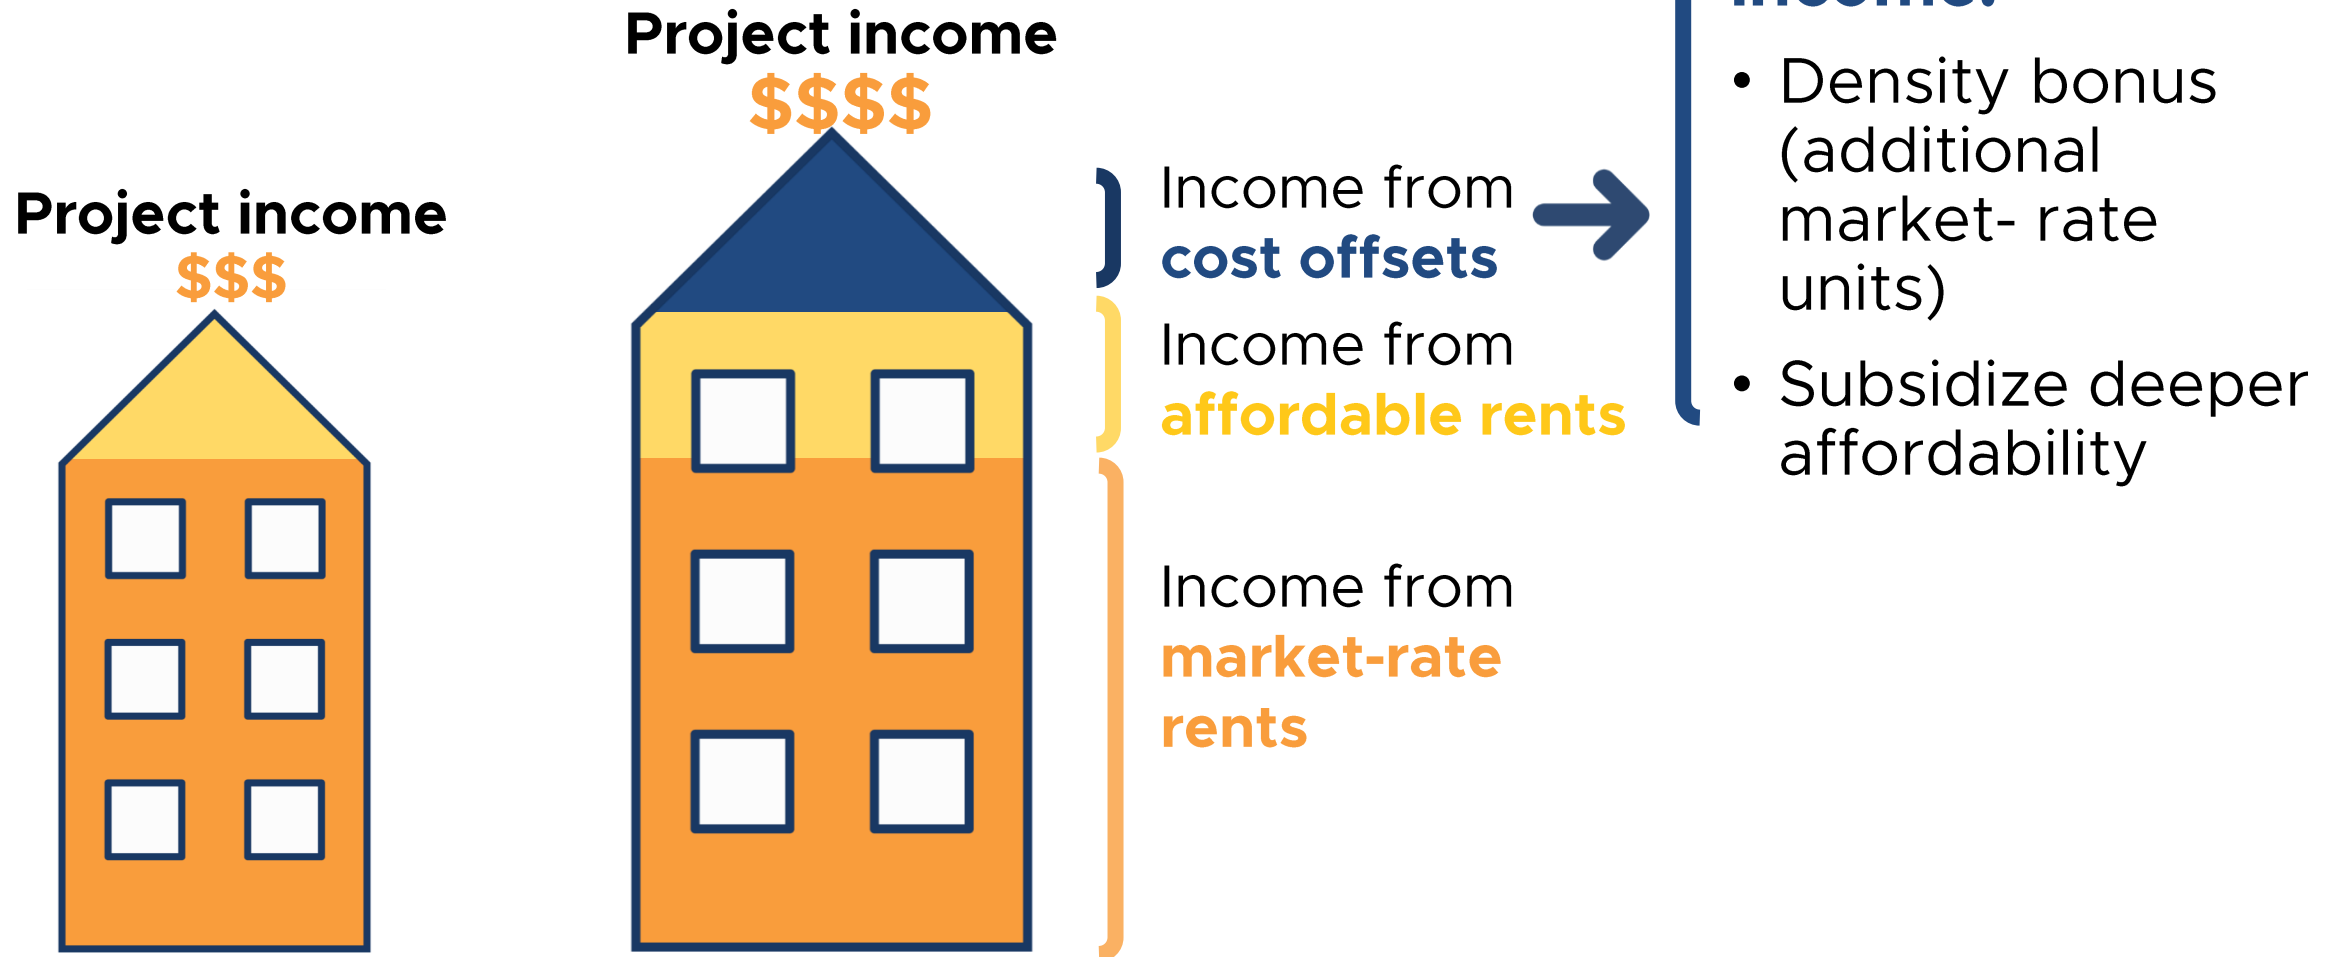 Project income
$$$
Project income
$$$$
Income from
cost offsets
Income from
affordable rents
Income from
market-rate
rents
• Density bonus
(additional
market- rate
units)
• Subsidize deeper
affordability